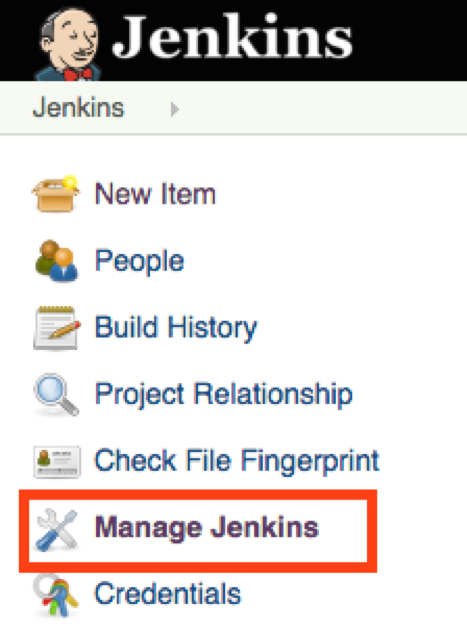 Jenkins
Jenkins
New Item
People
Build History
Project Relationship
Check File Fingerprint
Manage Jenkins
Credentials